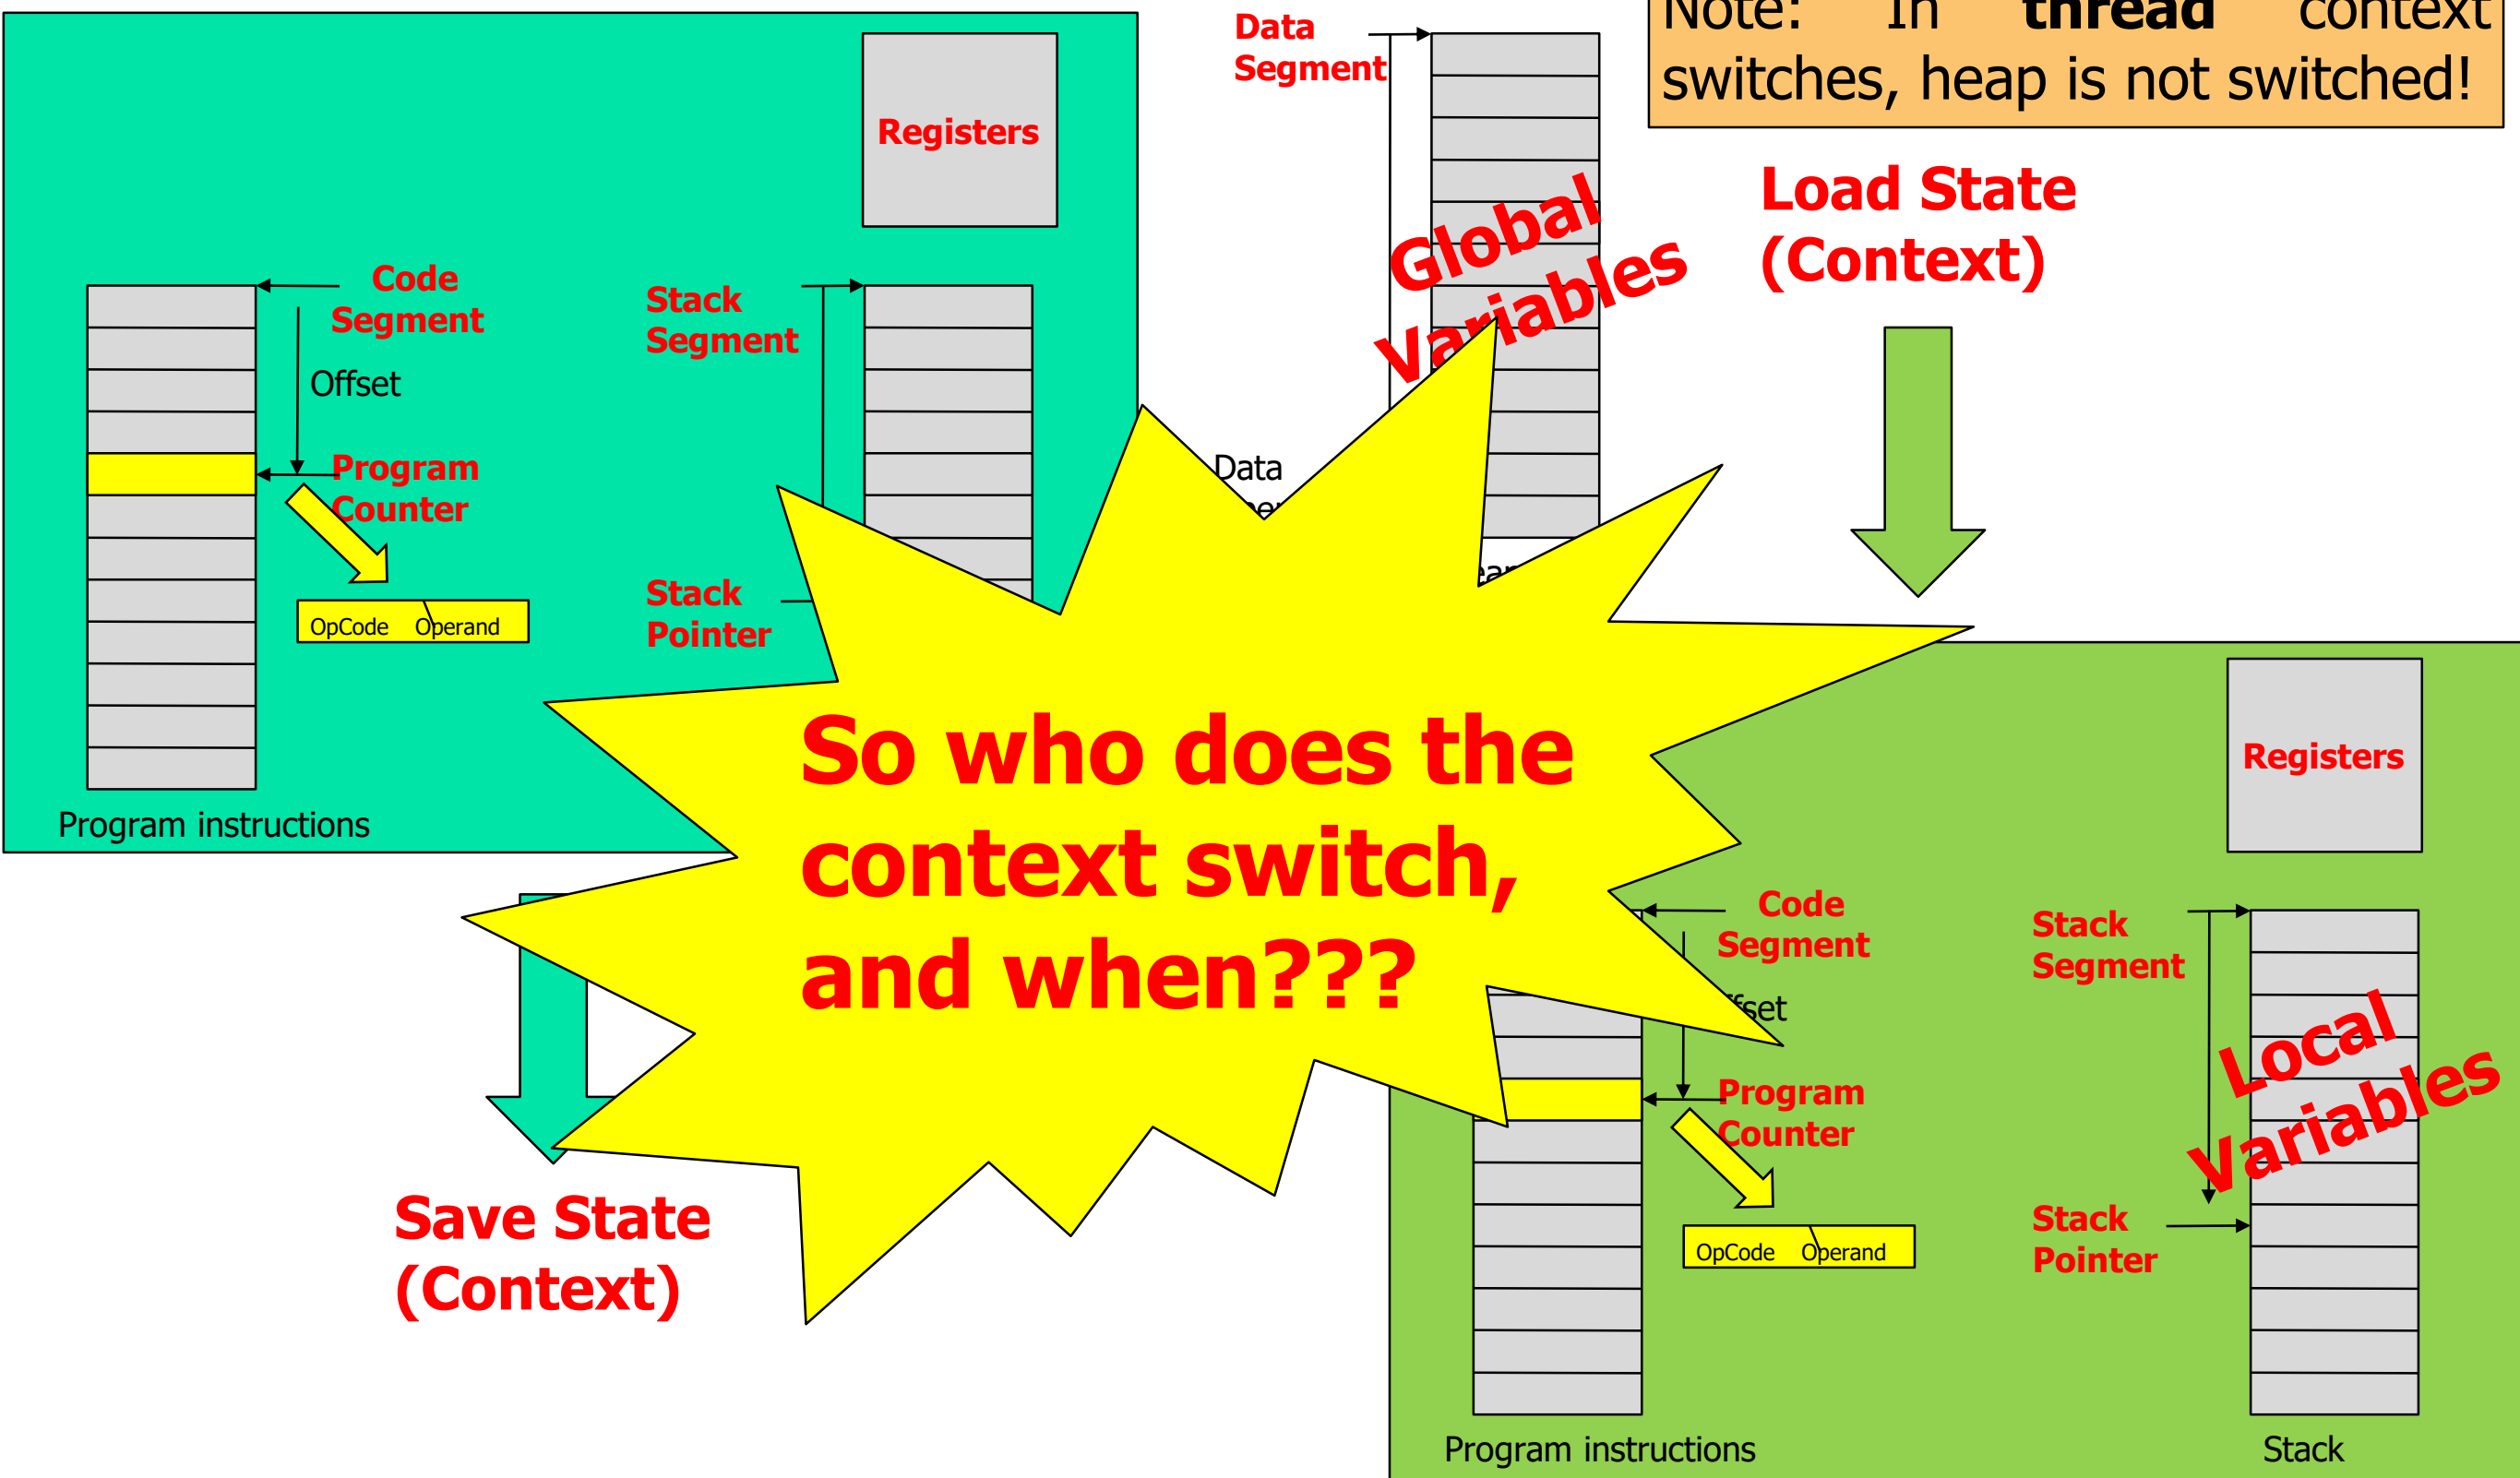 Note: In thread context
switches, heap is not switched!
Data
Segment
Registers
Global
Variables
Load State
(Context)
Code
Segment
Offset
Program
Counter
OpCode Operand
Stack
Segment
Stack
Pointer
Data
Program instructions
So who does the
context switch,
and when???
Save State
(Context)
Registers
Code
Segment
Program
Counter
OpCode Operand
Stack
Segment
Local
Variables
Stack
Pointer
Program instructions
Stack